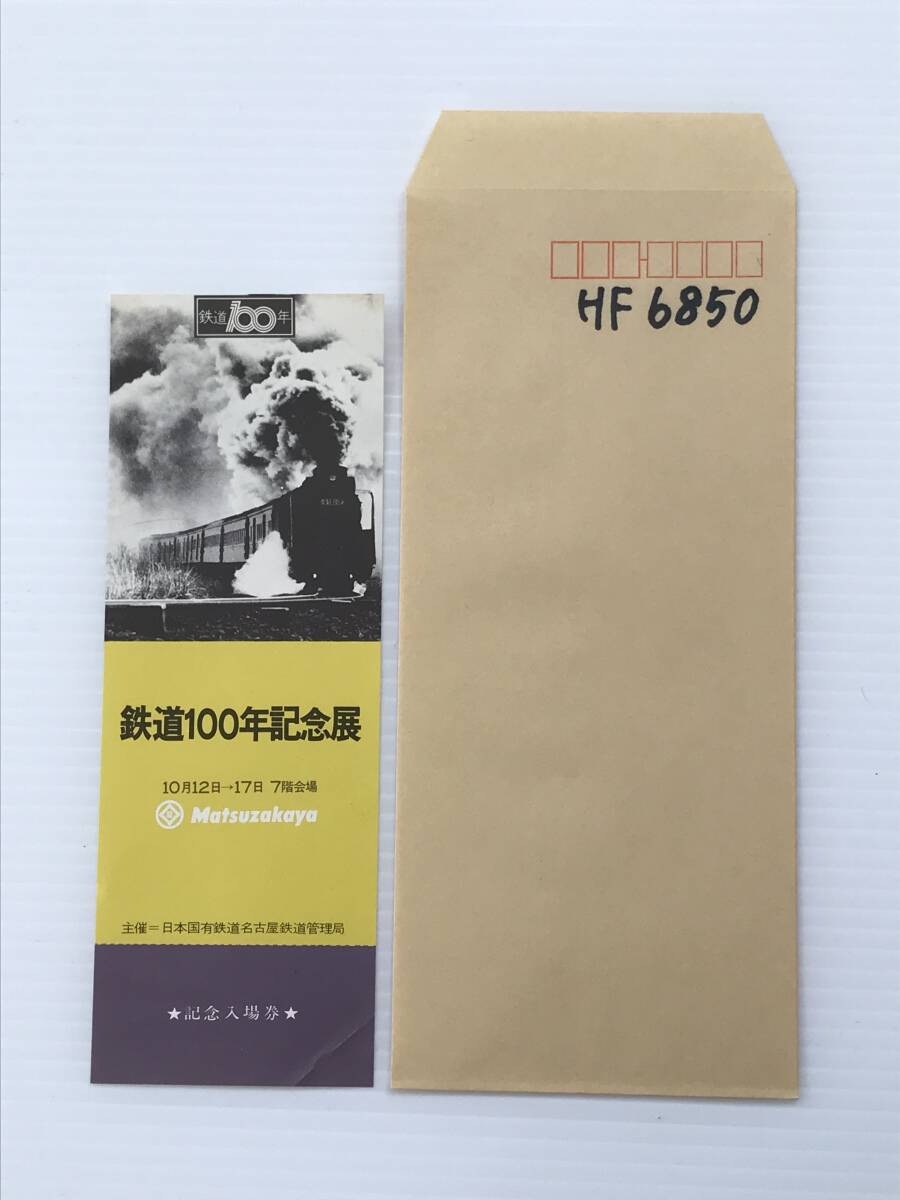 鉄道100年
鉄道100年記念展
10月12日→17日 7階会場
Matsuzakaya
主催=日本国有鉄道名古屋鉄道管理局
★記念入場券★
HF 6850